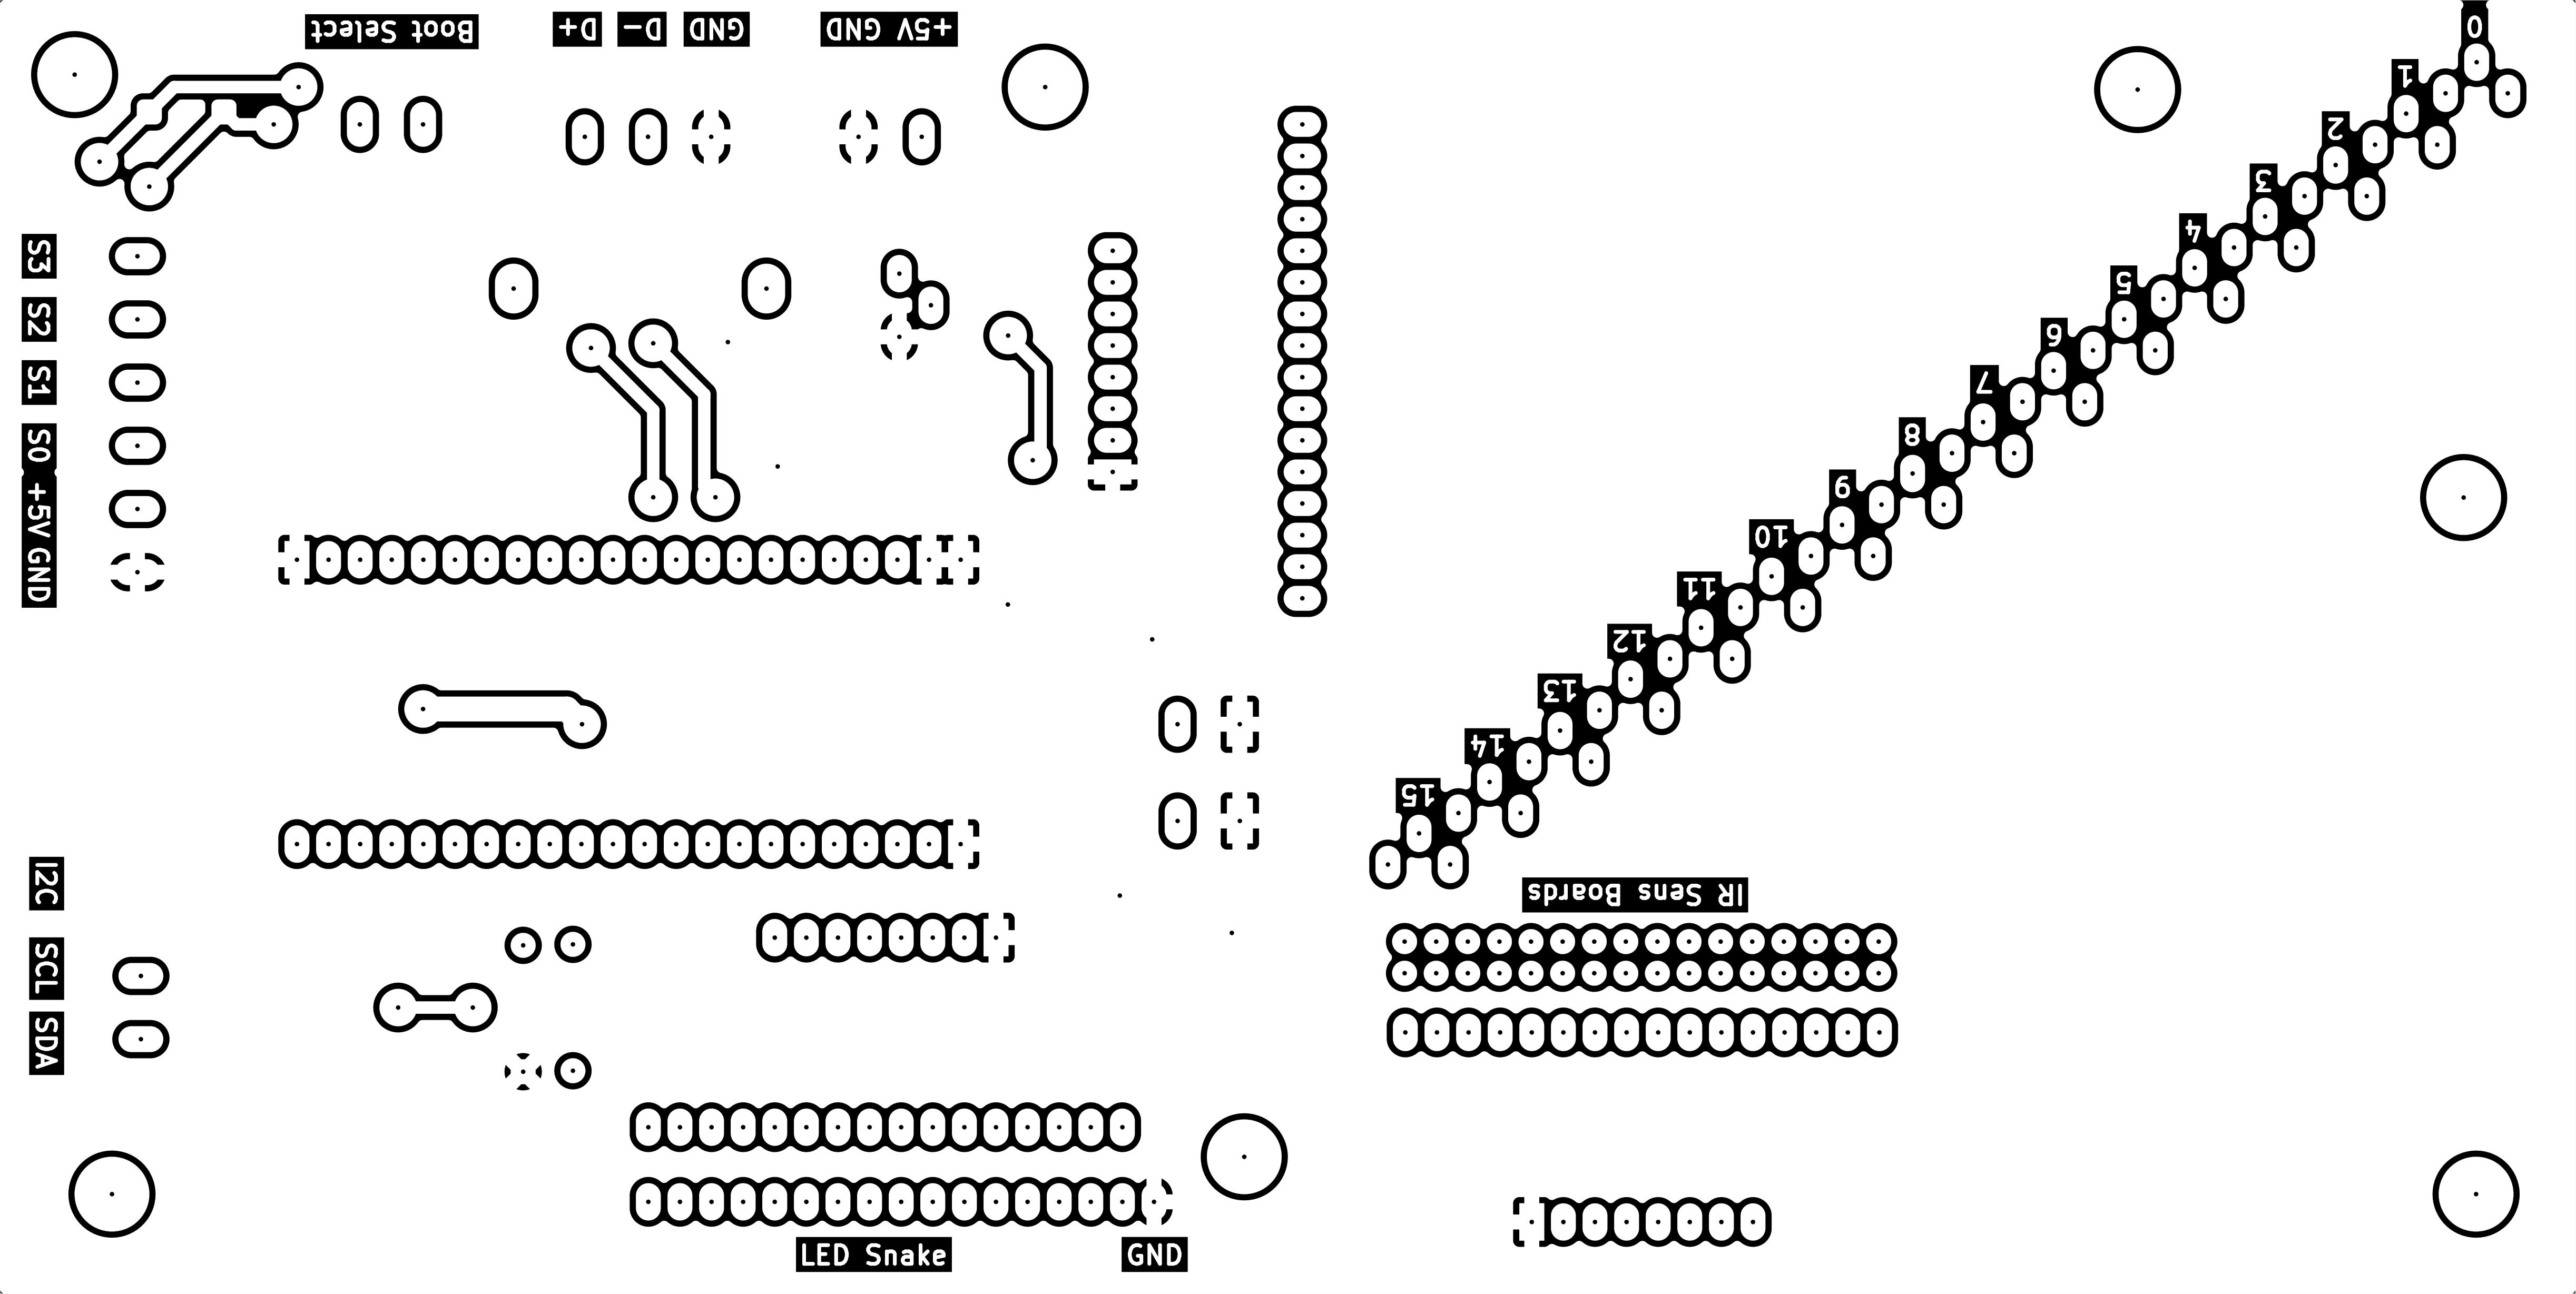 Boot Select
D+
D-
GND
+5V GND
0
1
2
3
4
5
6
7
8
9
10
11
12
13
14
15
S3
S2
S1
S0
+5V
GND
I2C
SCL
SDA
IR Sens Boards
LED Snake
GND